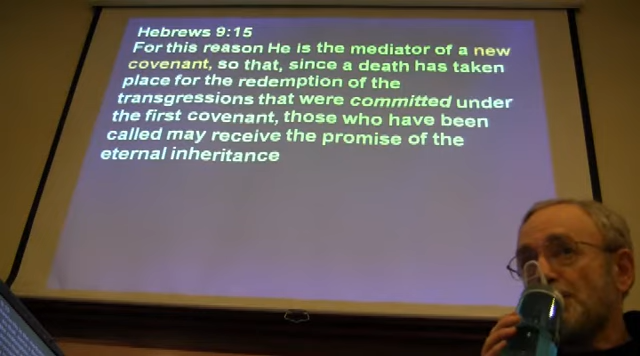 Hebrews 9:15
For this reason He is the mediator of a new
covenant, so that, since a death has taken
place for the redemption of the
transgressions that were committed under
the first covenant, those who have been
called may receive the promise of the
eternal inheritance